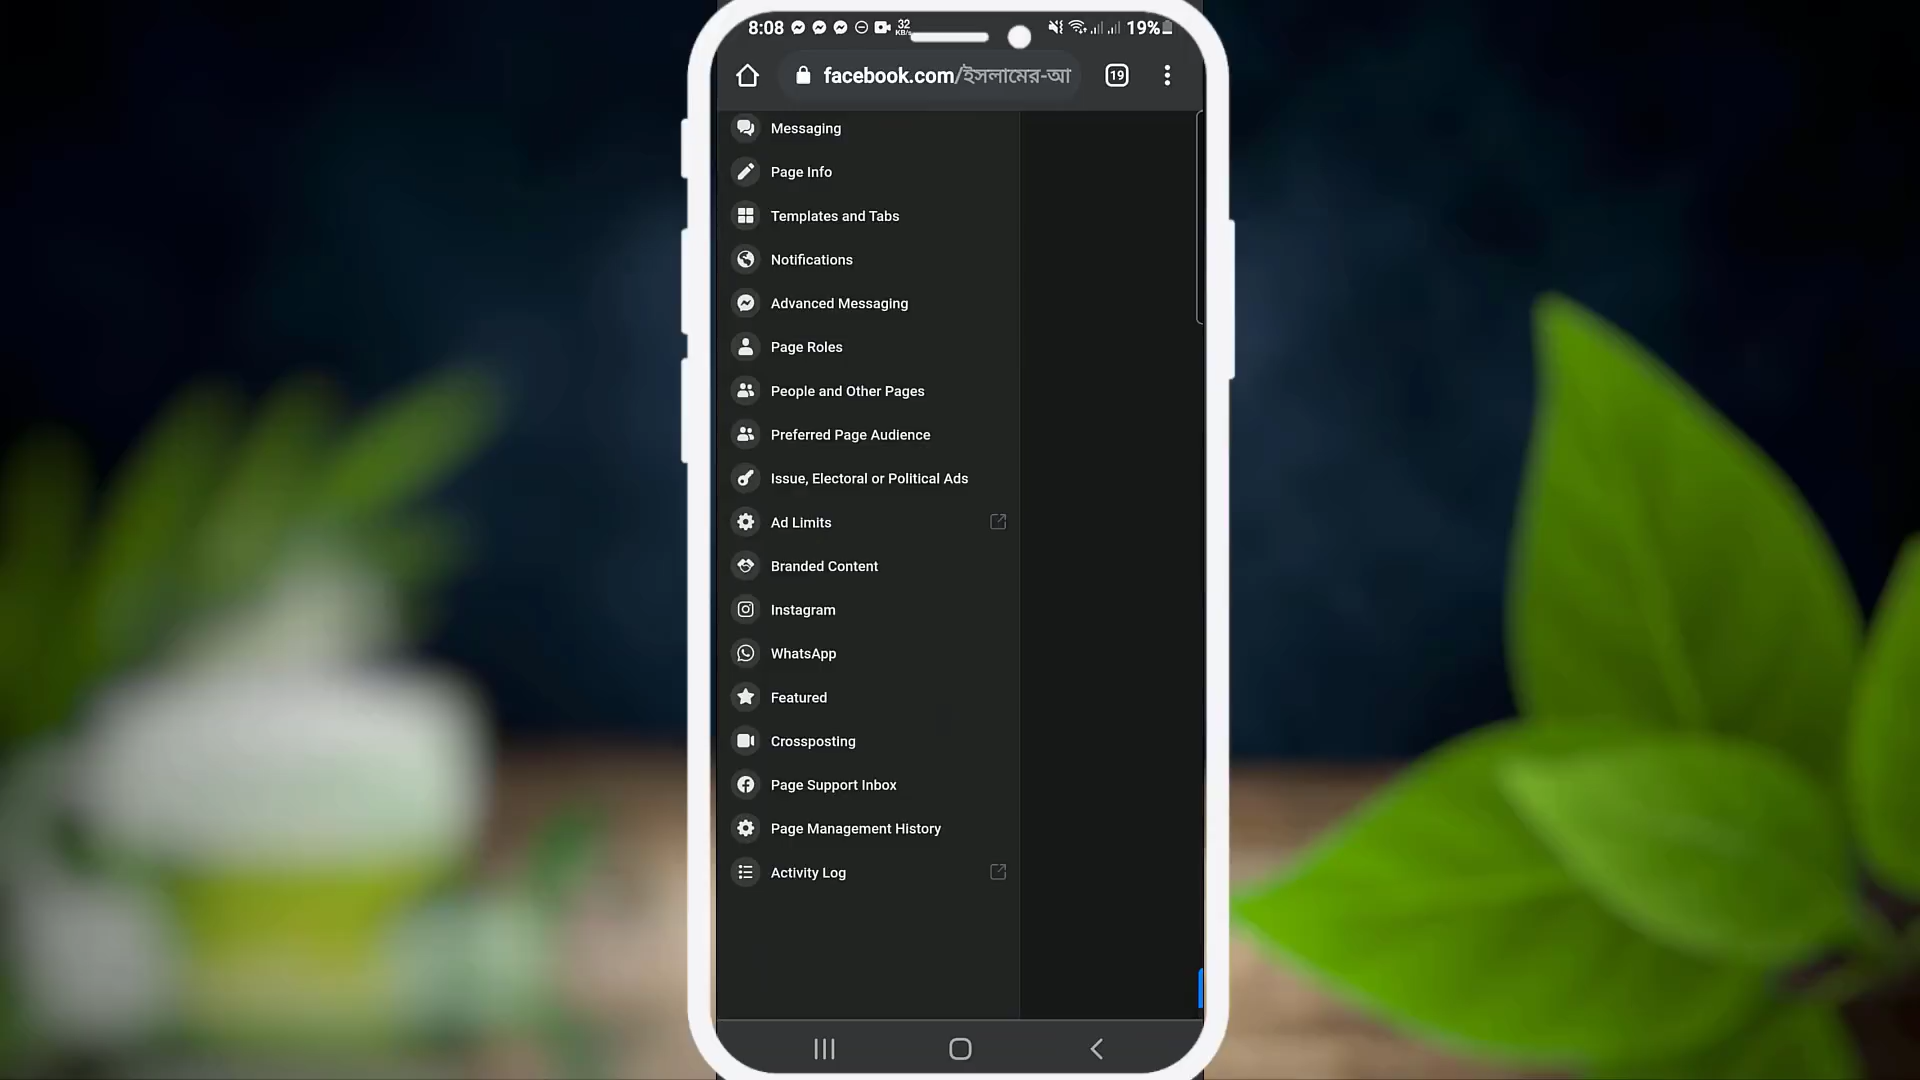 8:08 32 KB/s 19%
facebook.com/ইসলামের-আ 19
Messaging
Page Info
Templates and Tabs
Notifications
Advanced Messaging
Page Roles
People and Other Pages
Preferred Page Audience
Issue, Electoral or Political Ads
Ad Limits
Branded Content
Instagram
WhatsApp
Featured
Crossposting
Page Support Inbox
Page Management History
Activity Log